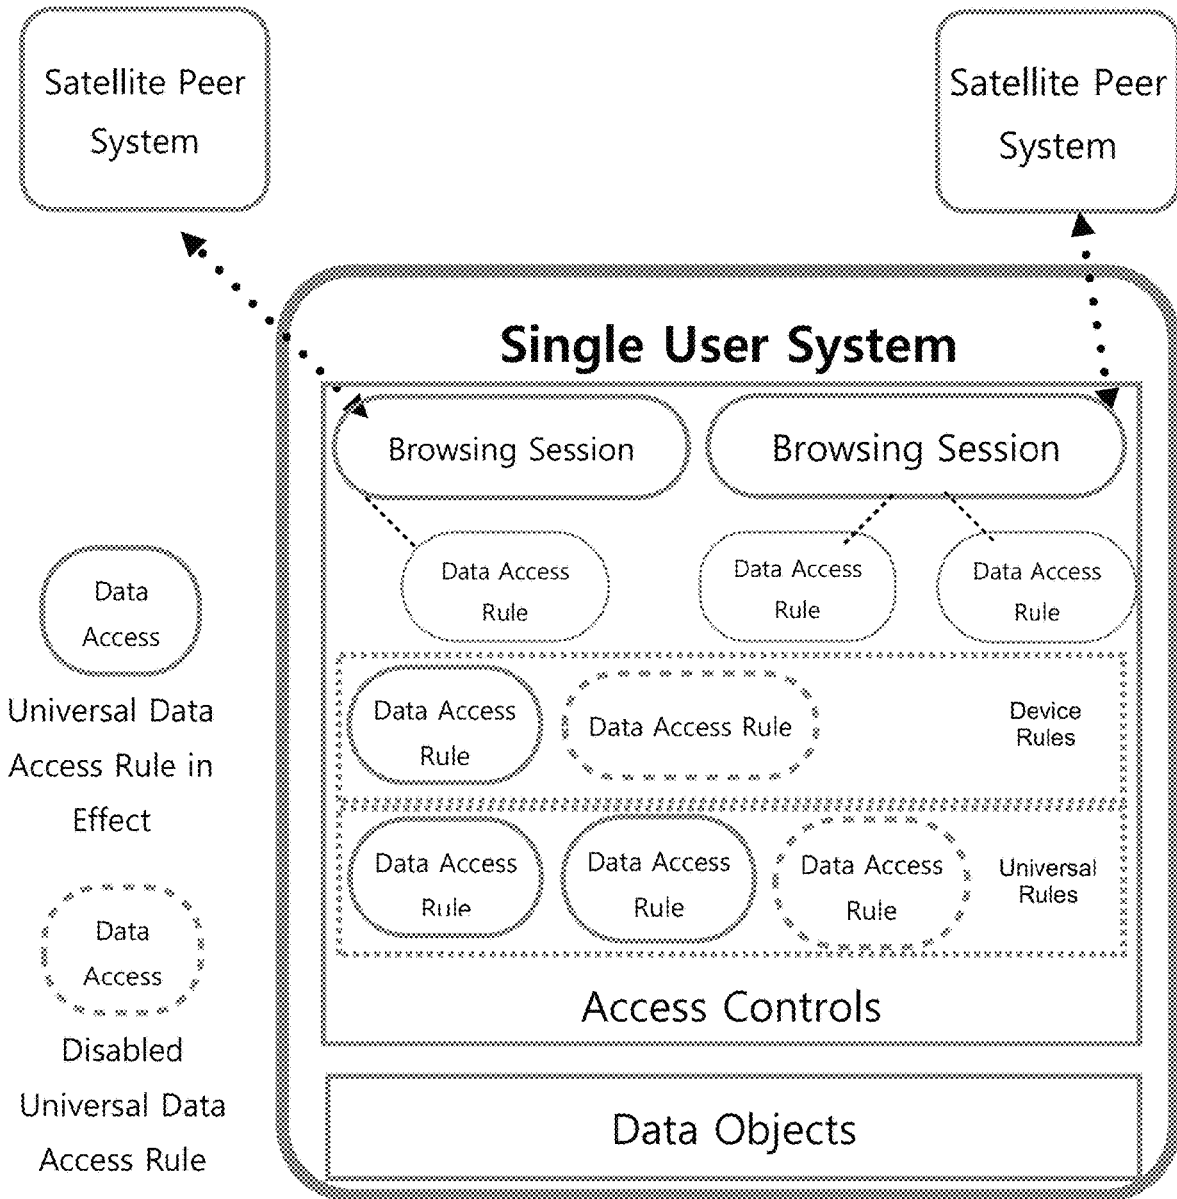 Satellite Peer
System
Satellite Peer
System
Single User System
Browsing Session
Browsing Session
Data Access
Rule
Data Access
Rule
Data Access
Rule
Data
Access
Universal Data
Access Rule in
Effect
Data Access
Rule
Data Access Rule
Device
Rules
Data Access
Rule
Data Access
Rule
Data Access
Rule
Universal
Rules
Data
Access
Disabled
Universal Data
Access Rule
Access Controls
Data Objects